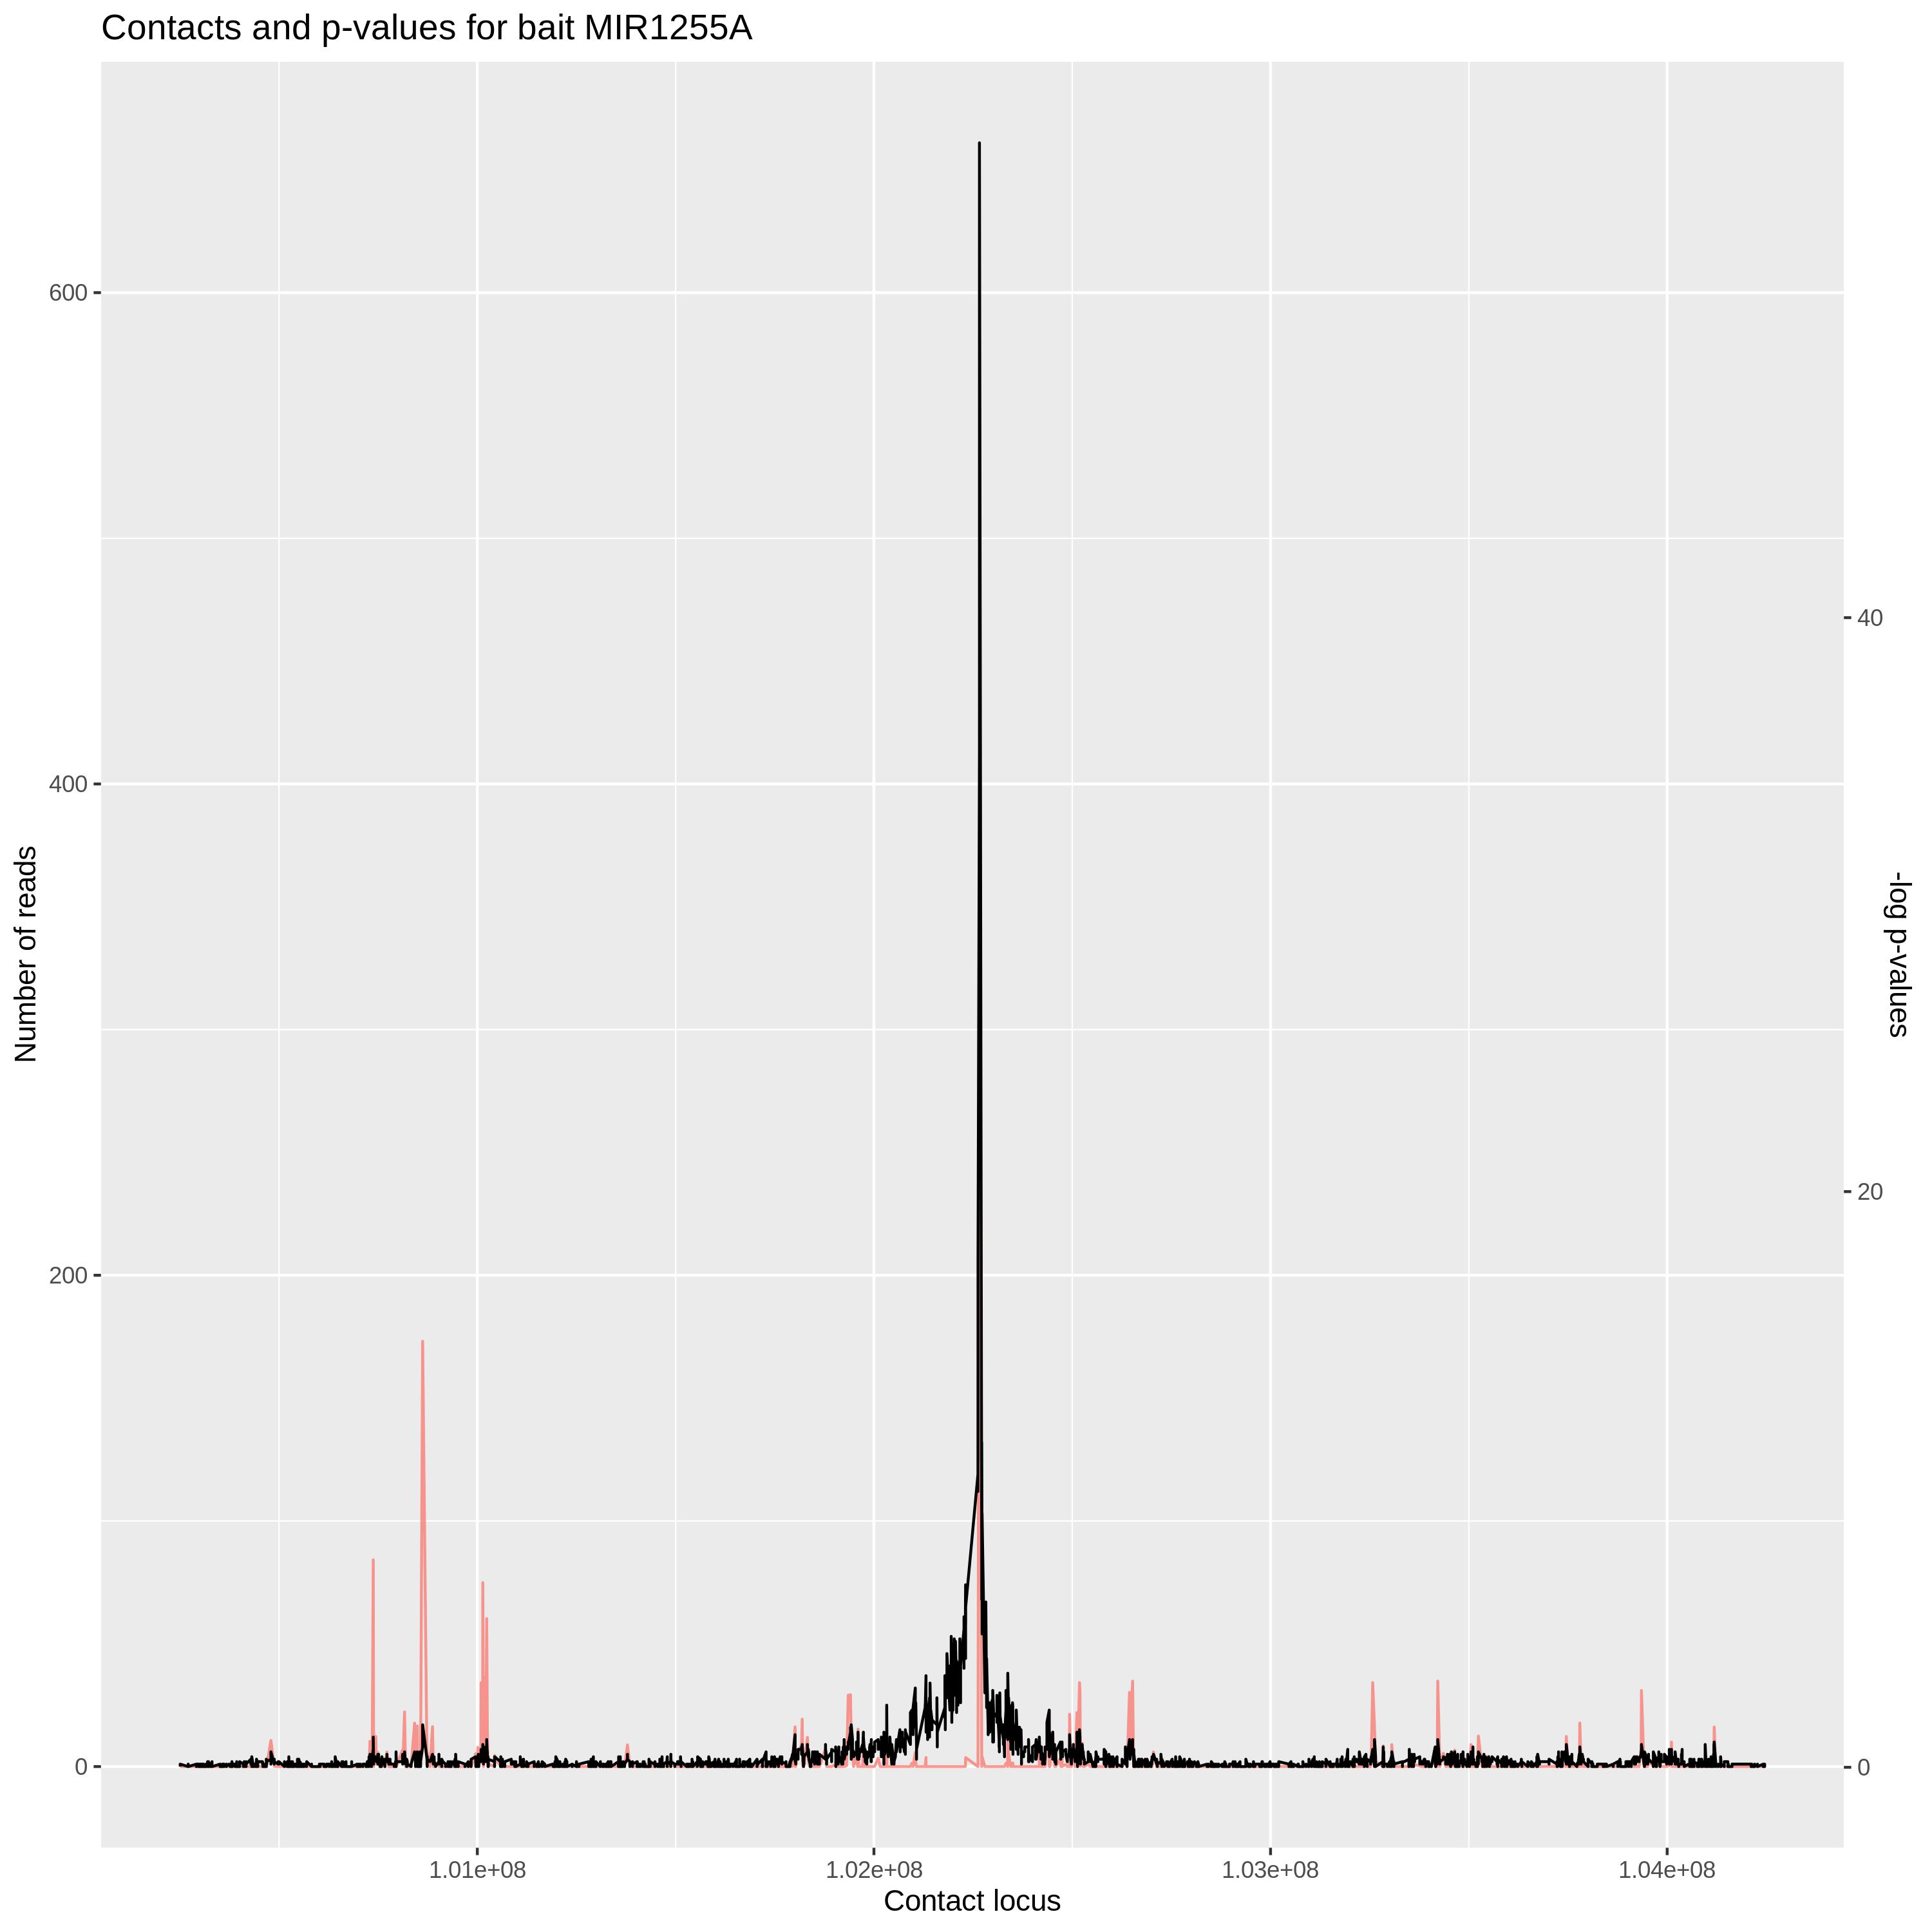 Contacts and p-values for bait MIR1255A
600
400
200
0
Number of reads
40
20
0
-log p-values
1.01e+08
1.02e+08
1.03e+08
1.04e+08
Contact locus